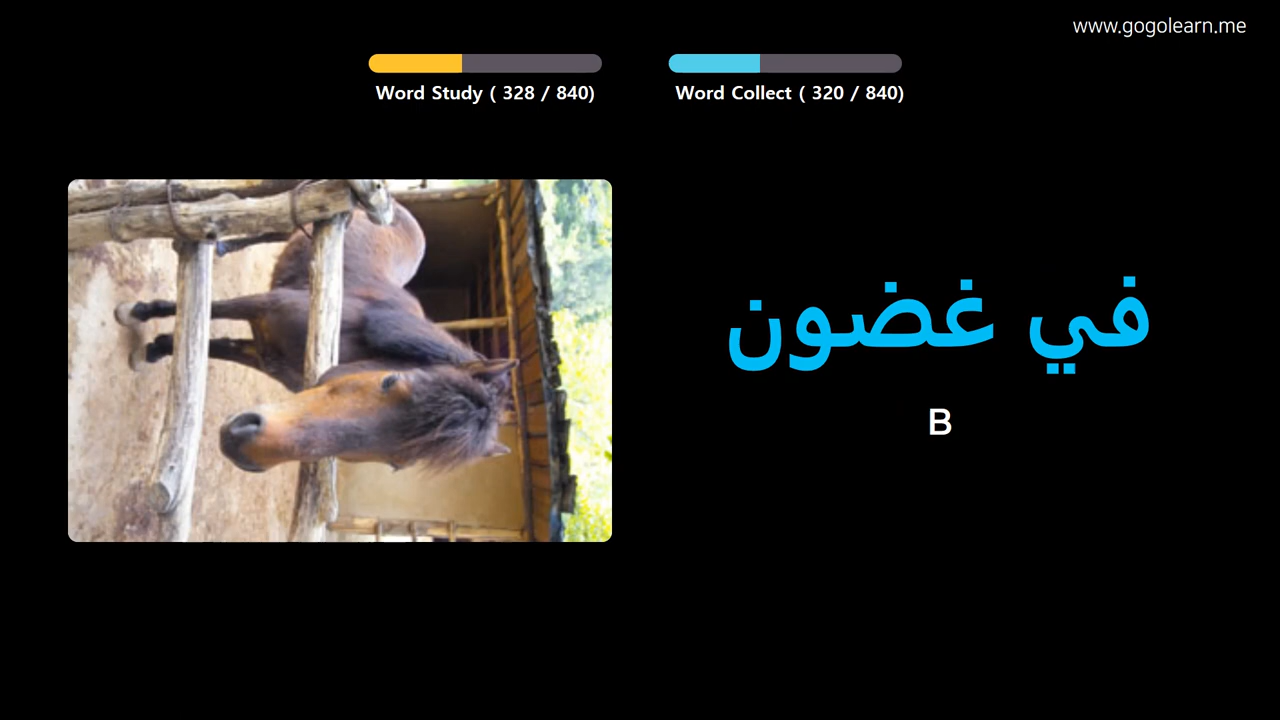 www.gogolearn.me
Word Study ( 328 / 840)
Word Collect ( 320 / 840)
في غضون
B